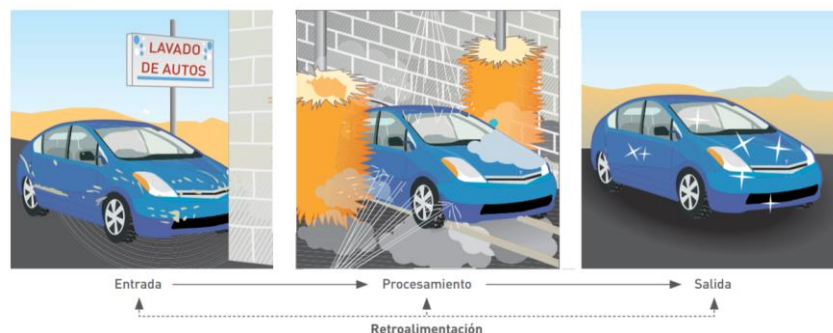 LAVADO
DE AUTOS
Entrada
Procesamiento
Salida
Retroalimentación